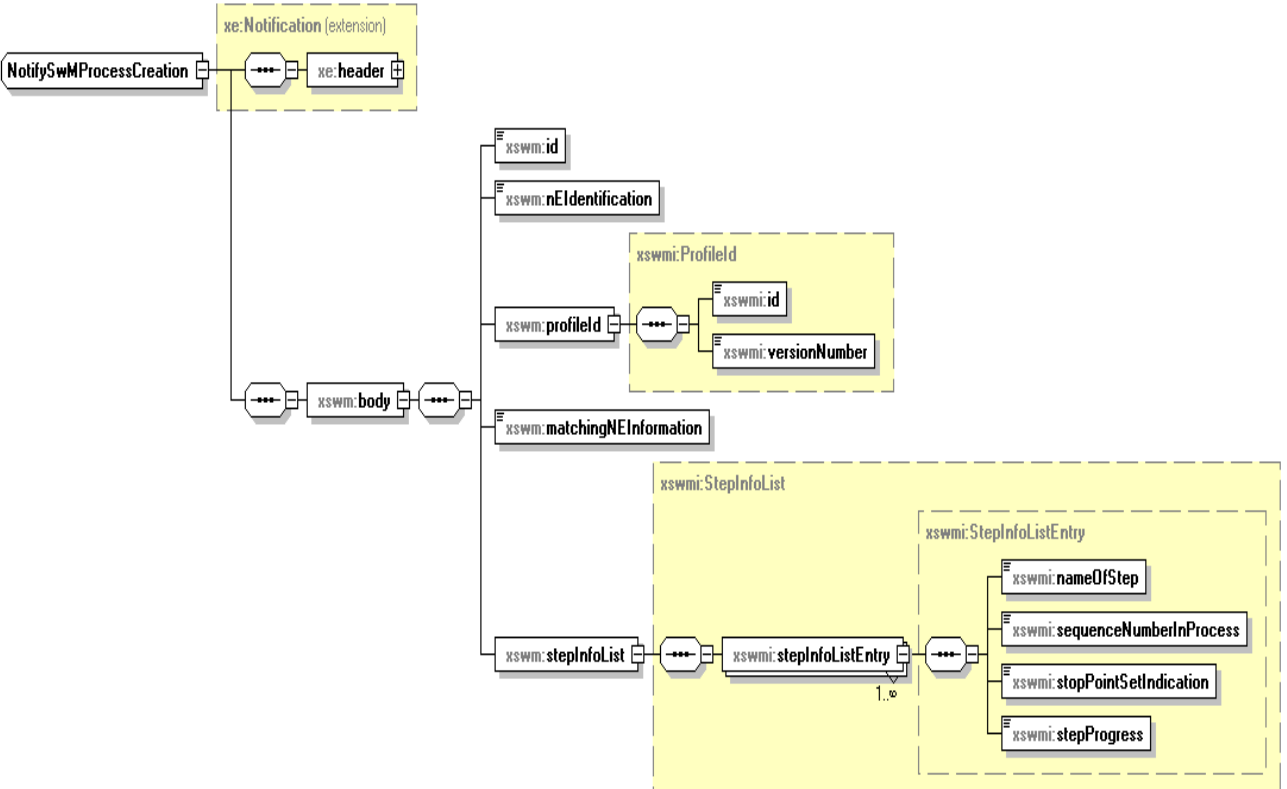 xe:Notification (extension)
NotifySwMProcessCreation
xe:header
xswm:id
xswm:nEIdentification
xswmi:ProfileId
xswmi:id
xswm:profileId
xswmi:versionNumber
xswm:body
xswm:matchingNEInformation
xswmi:StepInfoList
xswmi:StepInfoListEntry
xswmi:nameOfStep
xswmi:sequenceNumberInProcess
xswm:stepInfoList
xswmi:stepInfoListEntry
xswmi:stopPointSetIndication
1..∞
xswmi:stepProgress